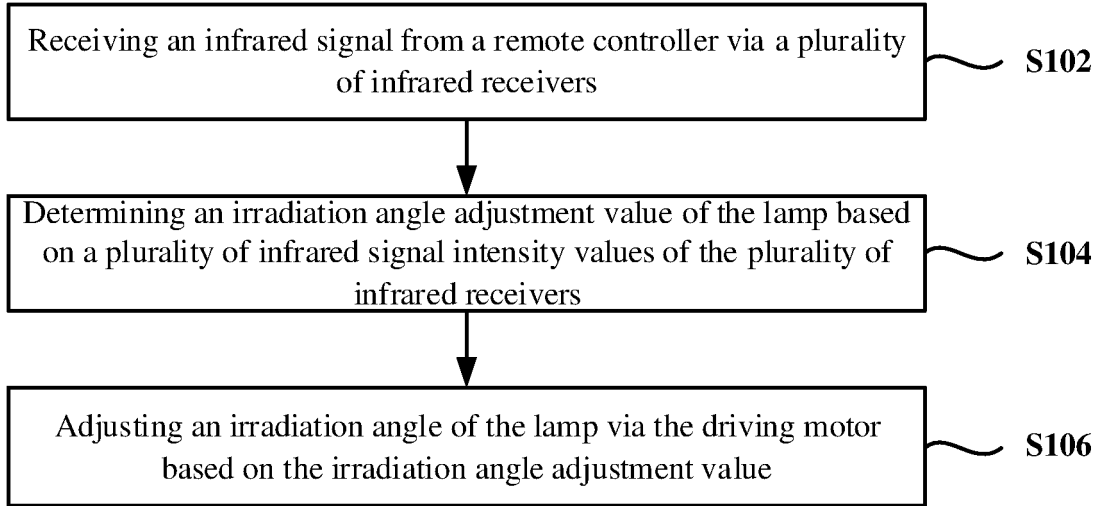 Receiving an infrared signal from a remote controller via a plurality
of infrared receivers
S102
Determining an irradiation angle adjustment value of the lamp based
on a plurality of infrared signal intensity values of the plurality of
infrared receivers
S104
Adjusting an irradiation angle of the lamp via the driving motor
based on the irradiation angle adjustment value
S106